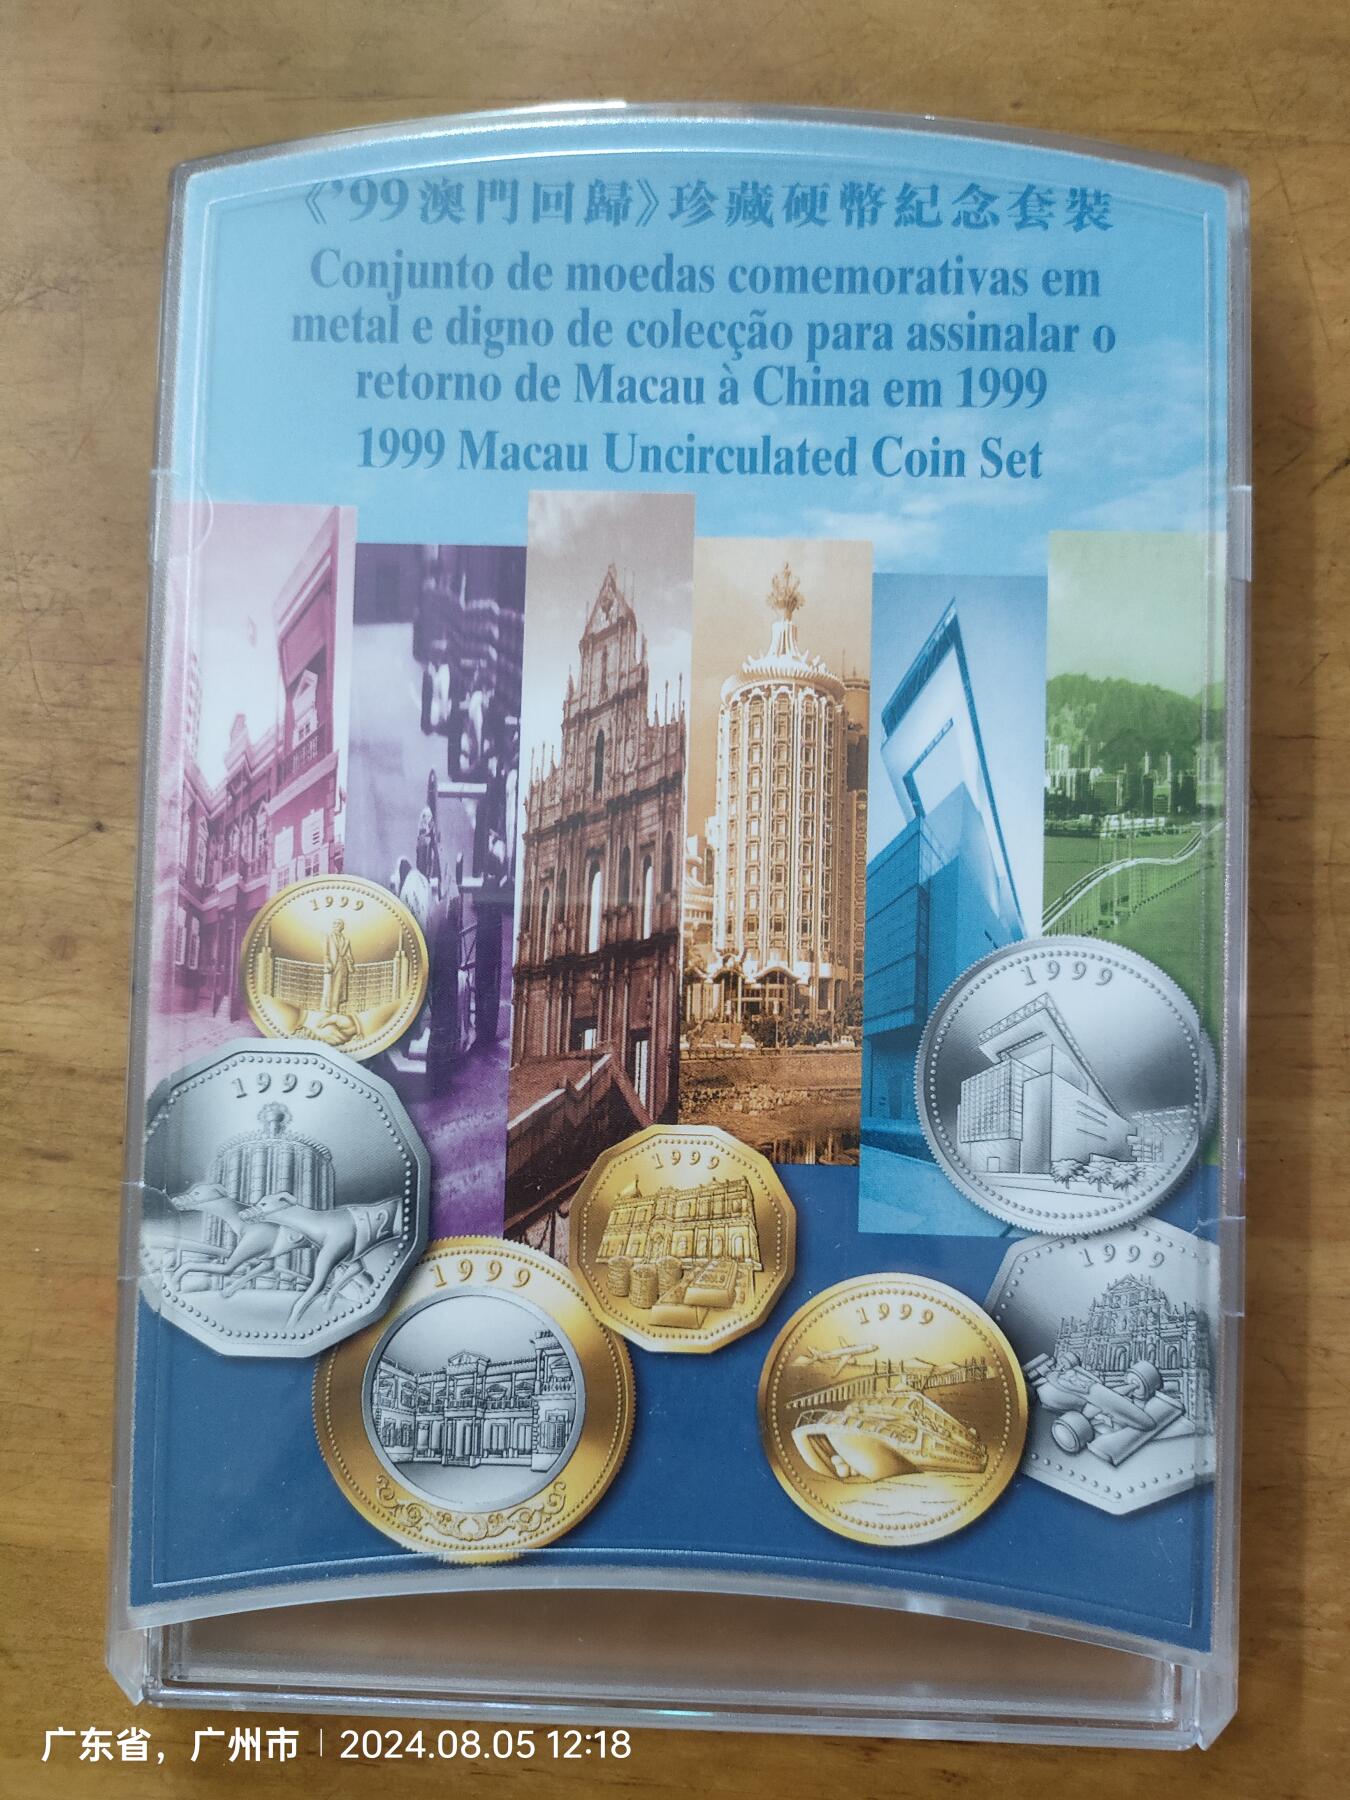 《'99澳門回歸》珍藏硬幣紀念套裝
Conjunto de moedas comemorativas em
metal e digno de colecção para assinalar o
retorno de Macau à China em 1999
1999 Macau Uncirculated Coin Set
1999
1999
1999
1999
1999
1999
1999
2
广东省，广州市 | 2024.08.05 12:18